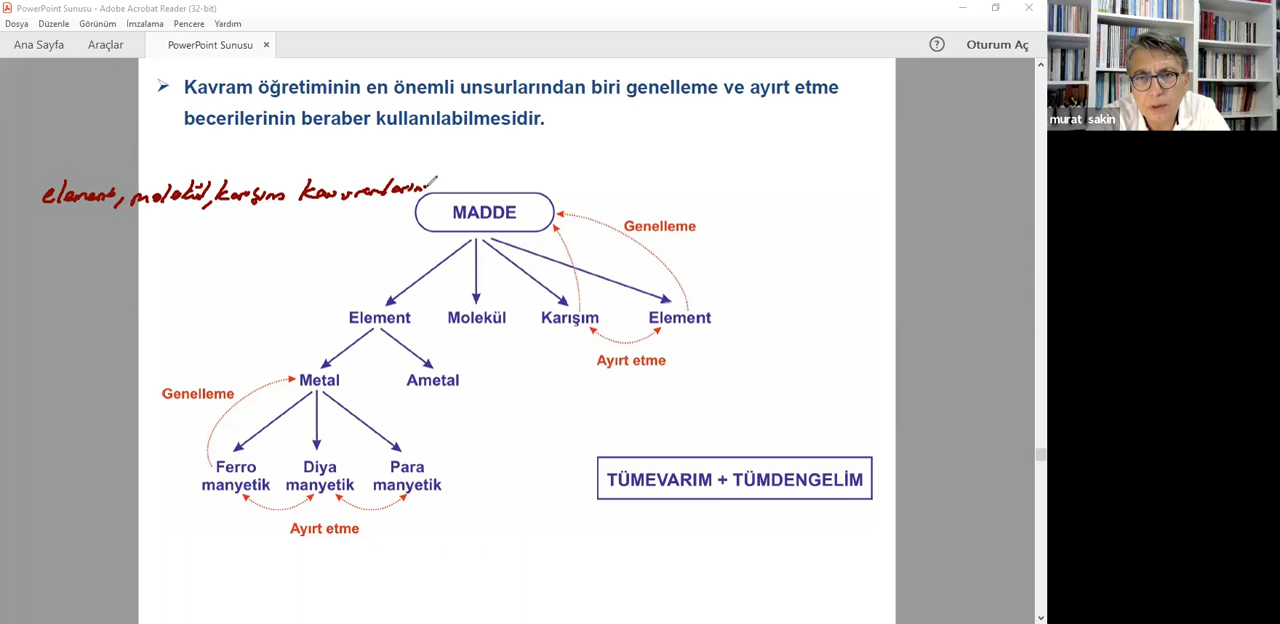 PowerPoint Sunusu - Adobe Acrobat Reader (32-bit)
Dosya Düzenle Görünüm İmzalama Pencere Yardım
Ana Sayfa Araçlar PowerPoint Sunusu × ? Oturum Aç
Kavram öğretiminin en önemli unsurlarından biri genelleme ve ayırt etme
becerilerinin beraber kullanılabilmesidir.
murat sakin
element, molekül, karışım kavramlarını
MADDE
Genelleme
Element Molekül Karışım Element
Ayırt etme
Metal Ametal
Genelleme
Ferro Diya Para
manyetik manyetik manyetik
Ayırt etme
TÜMEVARIM + TÜMDENGELİM